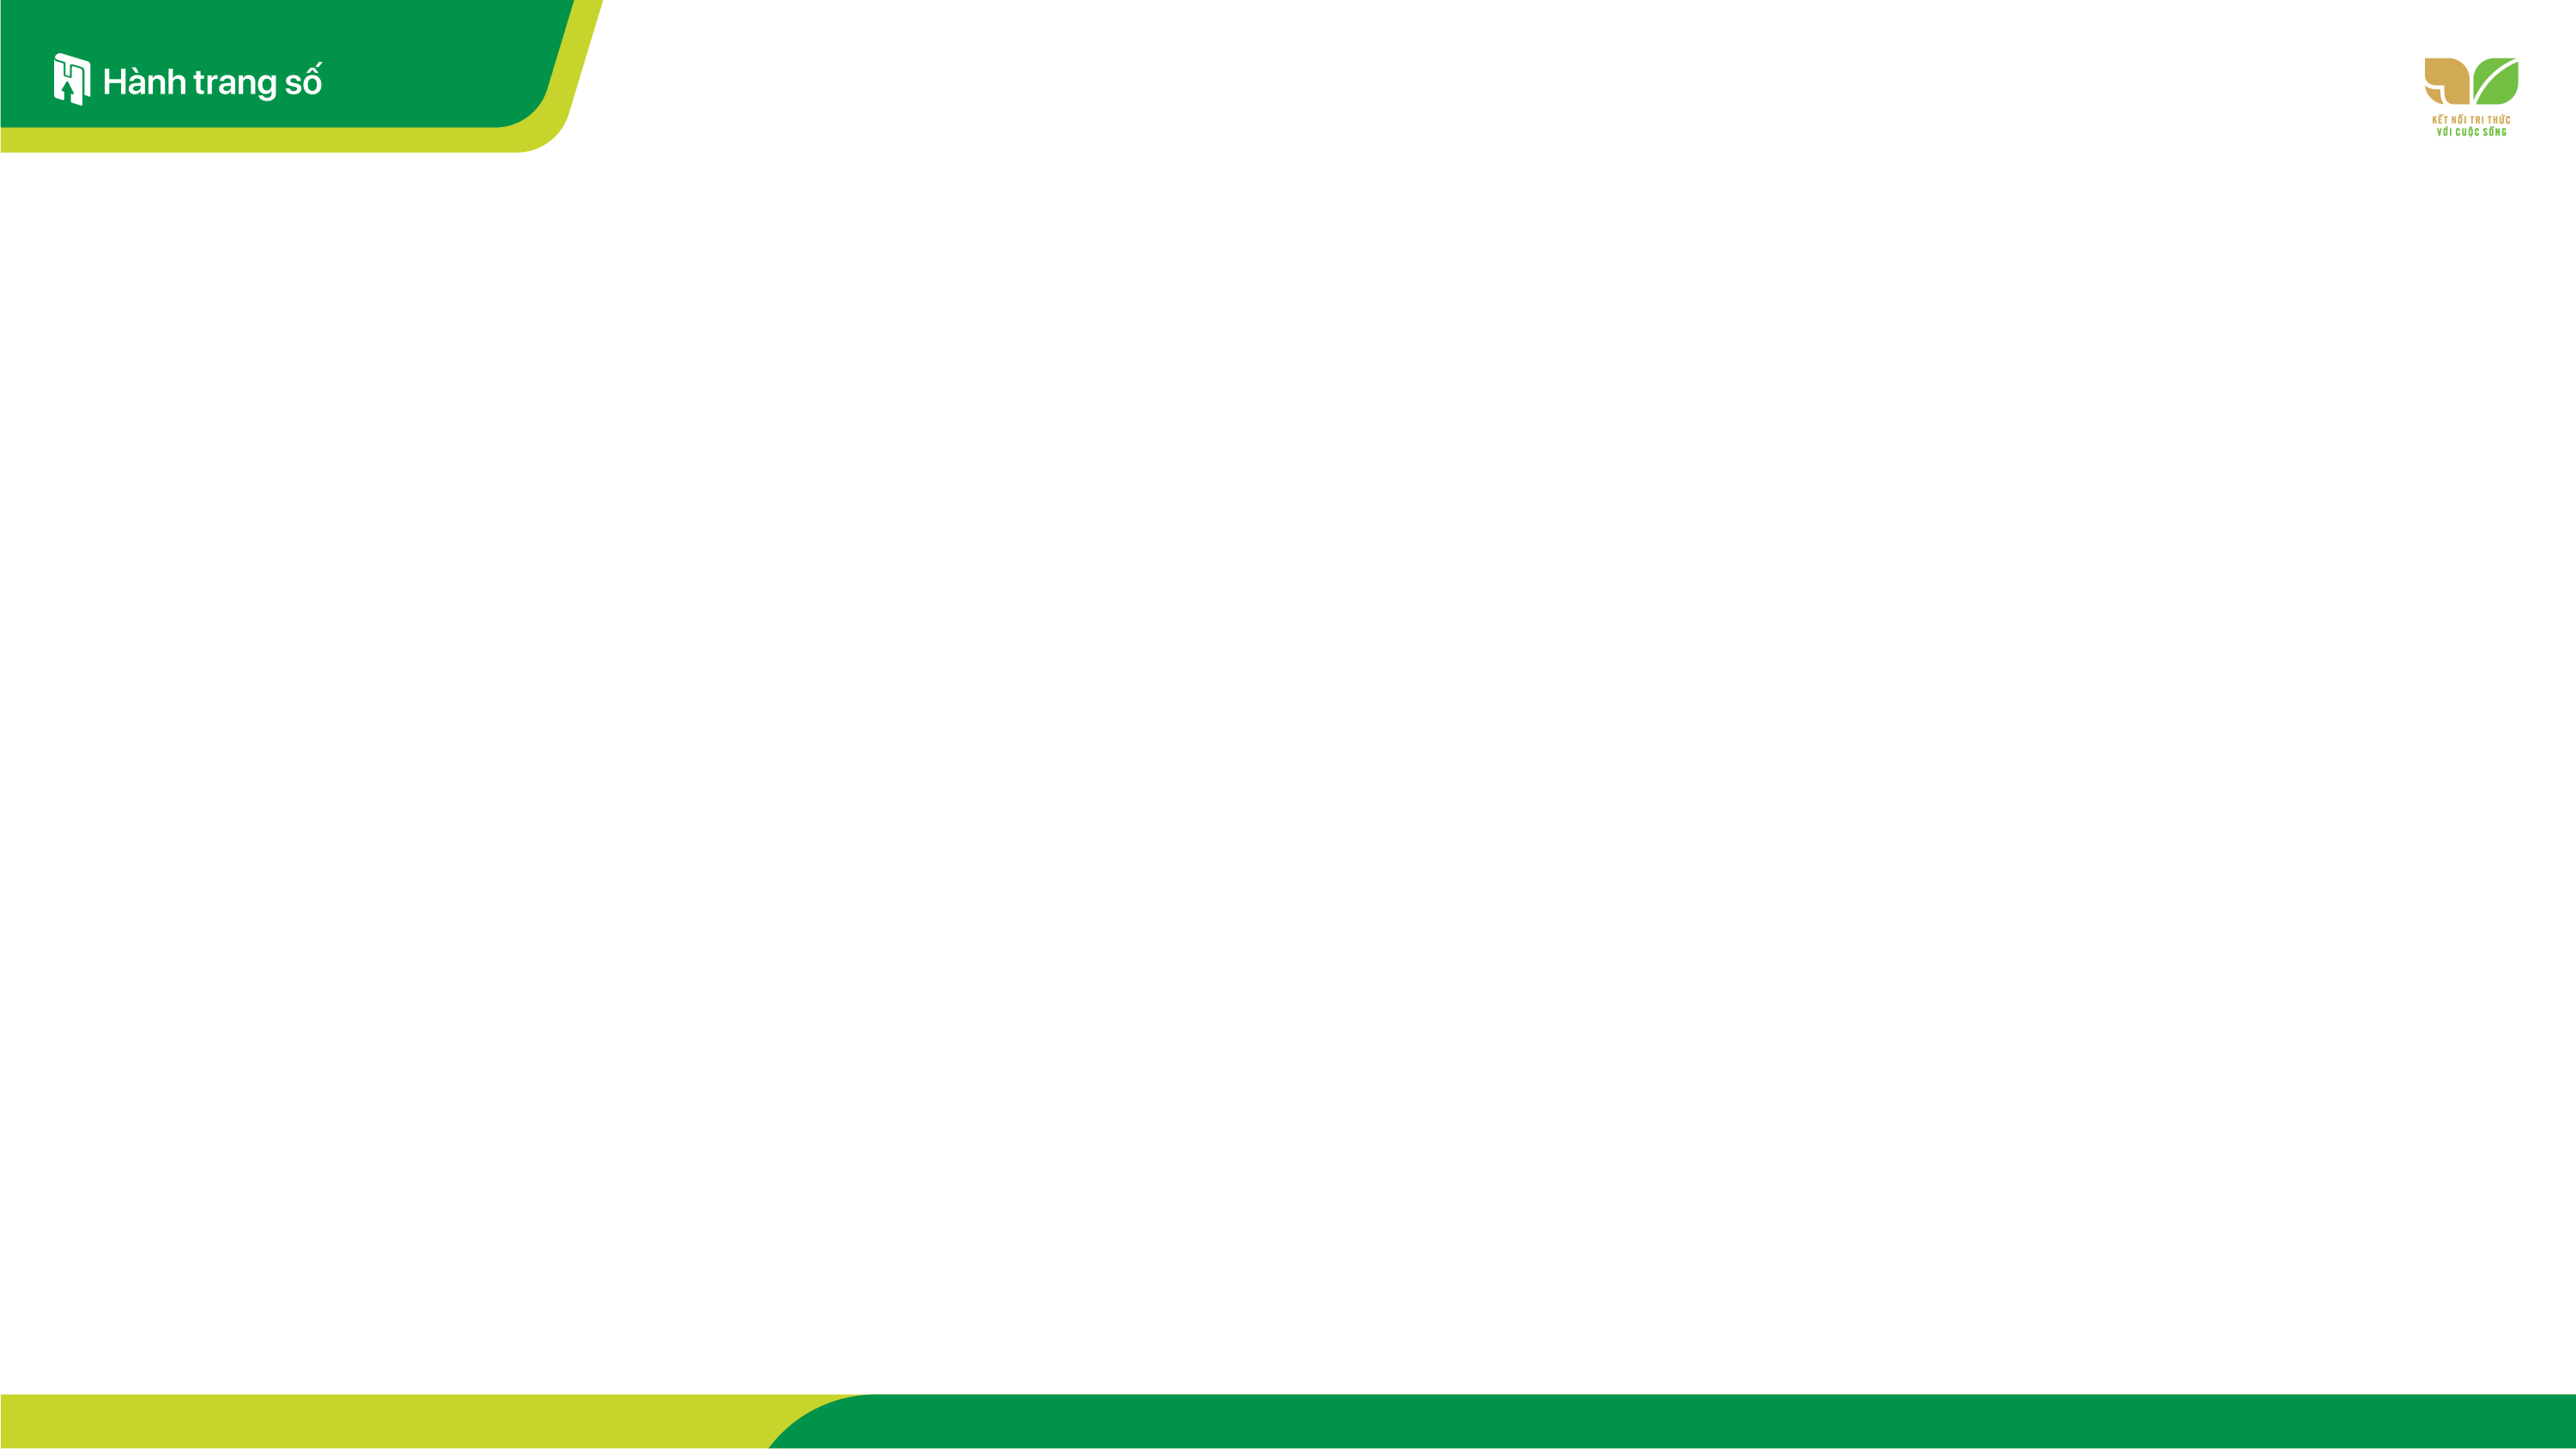 Hành trang số
KẾT NỐI TRI THỨC
VỚI CUỘC SỐNG